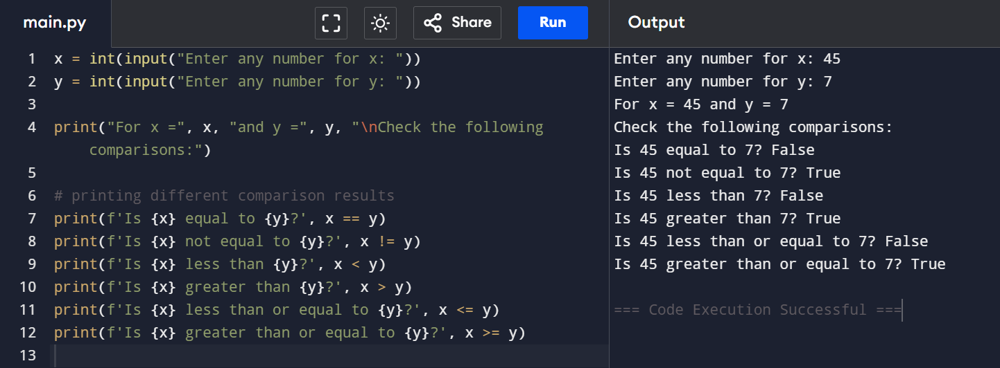 main.py
Share
Run
Output
1 x = int(input("Enter any number for x: "))
2 y = int(input("Enter any number for y: "))
3
4 print("For x =", x, "and y =", y, "\nCheck the following
comparisons:")
5
6 # printing different comparison results
7 print(f'Is {x} equal to {y}?', x == y)
8 print(f'Is {x} not equal to {y}?', x != y)
9 print(f'Is {x} less than {y}?', x < y)
10 print(f'Is {x} greater than {y}?', x > y)
11 print(f'Is {x} less than or equal to {y}?', x <= y)
12 print(f'Is {x} greater than or equal to {y}?', x >= y)
13
Enter any number for x: 45
Enter any number for y: 7
For x = 45 and y = 7
Check the following comparisons:
Is 45 equal to 7? False
Is 45 not equal to 7? True
Is 45 less than 7? False
Is 45 greater than 7? True
Is 45 less than or equal to 7? False
Is 45 greater than or equal to 7? True
=== Code Execution Successful ===